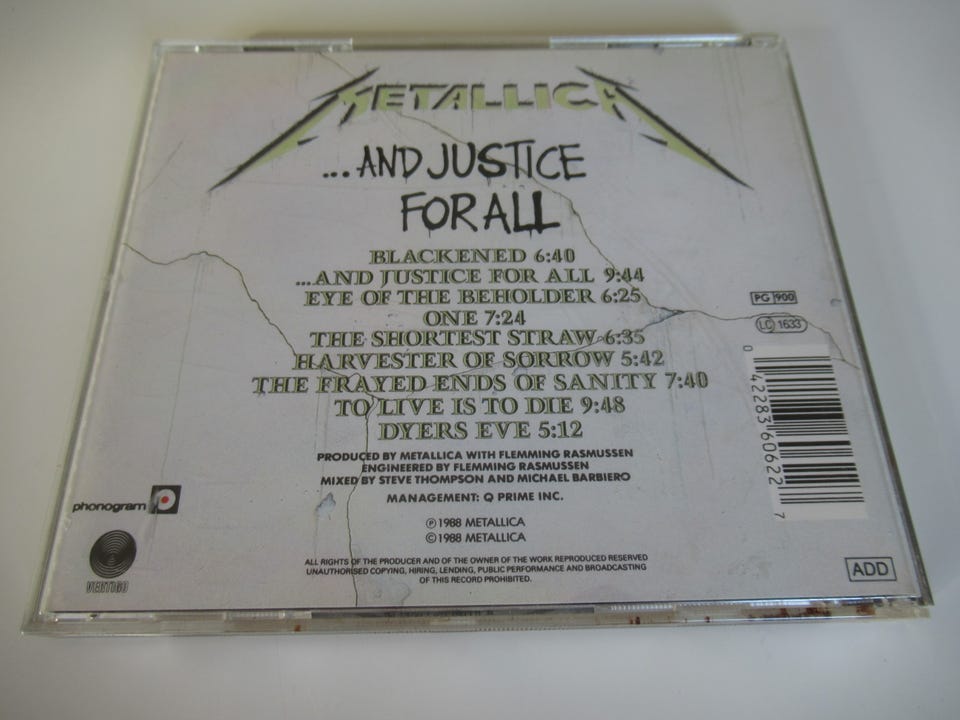 METALLICA
...AND JUSTICE
FOR ALL
BLACKENED 6:40
...AND JUSTICE FOR ALL 9:44
EYE OF THE BEHOLDER 6:25
ONE 7:24
THE SHORTEST STRAW 6:35
HARVESTER OF SORROW 5:42
THE FRAYED ENDS OF SANITY 7:40
TO LIVE IS TO DIE 9:48
DYERS EVE 5:12
PG 900
LC 1633
0 42283 60622 7
PRODUCED BY METALLICA WITH FLEMMING RASMUSSEN
ENGINEERED BY FLEMMING RASMUSSEN
MIXED BY STEVE THOMPSON AND MICHAEL BARBIERO
MANAGEMENT: Q PRIME INC.
phonogram
℗ 1988 METALLICA
© 1988 METALLICA
VERTIGO
ALL RIGHTS OF THE PRODUCER AND OF THE OWNER OF THE WORK REPRODUCED RESERVED
UNAUTHORISED COPYING, HIRING, LENDING, PUBLIC PERFORMANCE AND BROADCASTING
OF THIS RECORD PROHIBITED.
ADD